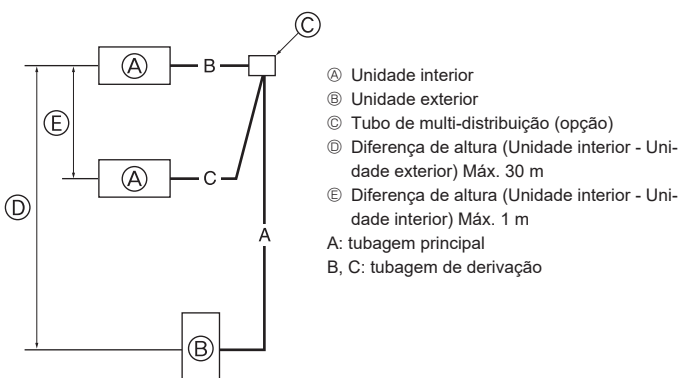 Ⓒ
Ⓐ
B
Ⓔ
Ⓐ
C
Ⓓ
A
Ⓑ
Ⓐ Unidade interior
Ⓑ Unidade exterior
Ⓒ Tubo de multi-distribuição (opção)
Ⓓ Diferença de altura (Unidade interior - Uni-
dade exterior) Máx. 30 m
Ⓔ Diferença de altura (Unidade interior - Uni-
dade interior) Máx. 1 m
A: tubagem principal
B, C: tubagem de derivação